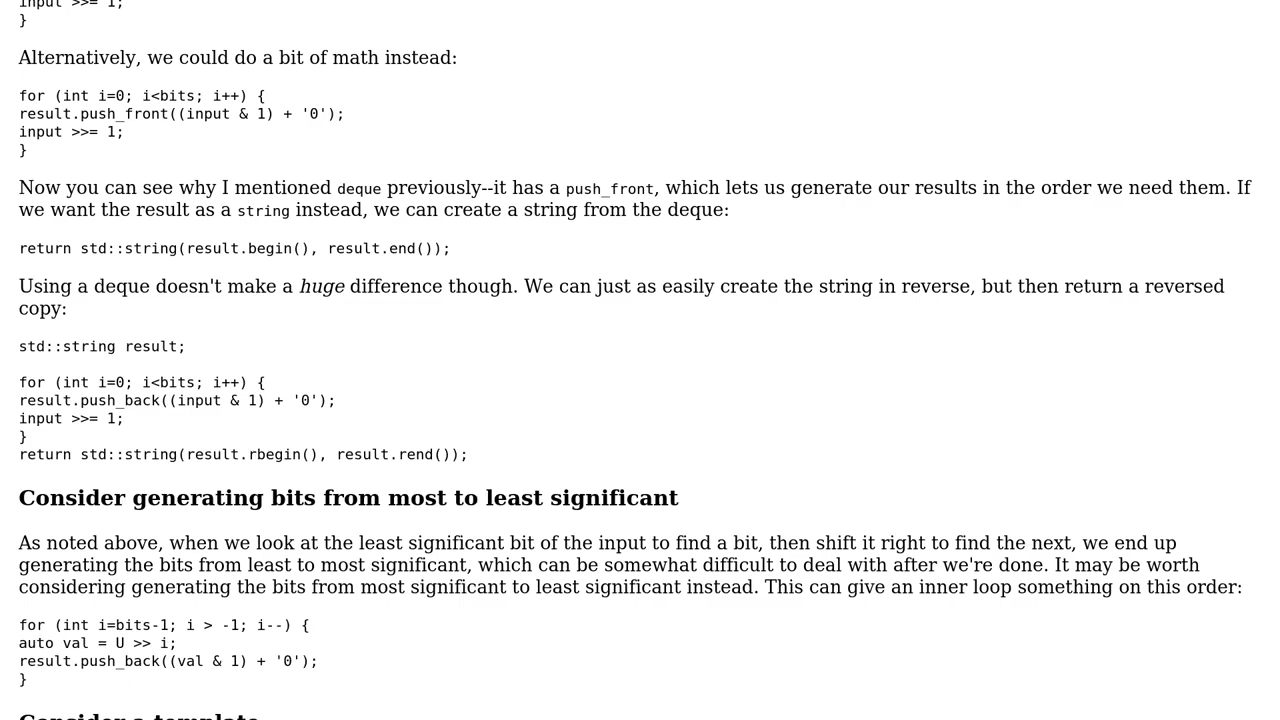 input >>= 1;
}
Alternatively, we could do a bit of math instead:
for (int i=0; i<bits; i++) {
result.push_front((input & 1) + '0');
input >>= 1;
}
Now you can see why I mentioned deque previously--it has a push_front, which lets us generate our results in the order we need them. If
we want the result as a string instead, we can create a string from the deque:
return std::string(result.begin(), result.end());
Using a deque doesn't make a huge difference though. We can just as easily create the string in reverse, but then return a reversed
copy:
std::string result;
for (int i=0; i<bits; i++) {
result.push_back((input & 1) + '0');
input >>= 1;
}
return std::string(result.rbegin(), result.rend());
Consider generating bits from most to least significant
As noted above, when we look at the least significant bit of the input to find a bit, then shift it right to find the next, we end up
generating the bits from least to most significant, which can be somewhat difficult to deal with after we're done. It may be worth
considering generating the bits from most significant to least significant instead. This can give an inner loop something on this order:
for (int i=bits-1; i > -1; i--) {
auto val = U >> i;
result.push_back((val & 1) + '0');
}
Consider a template